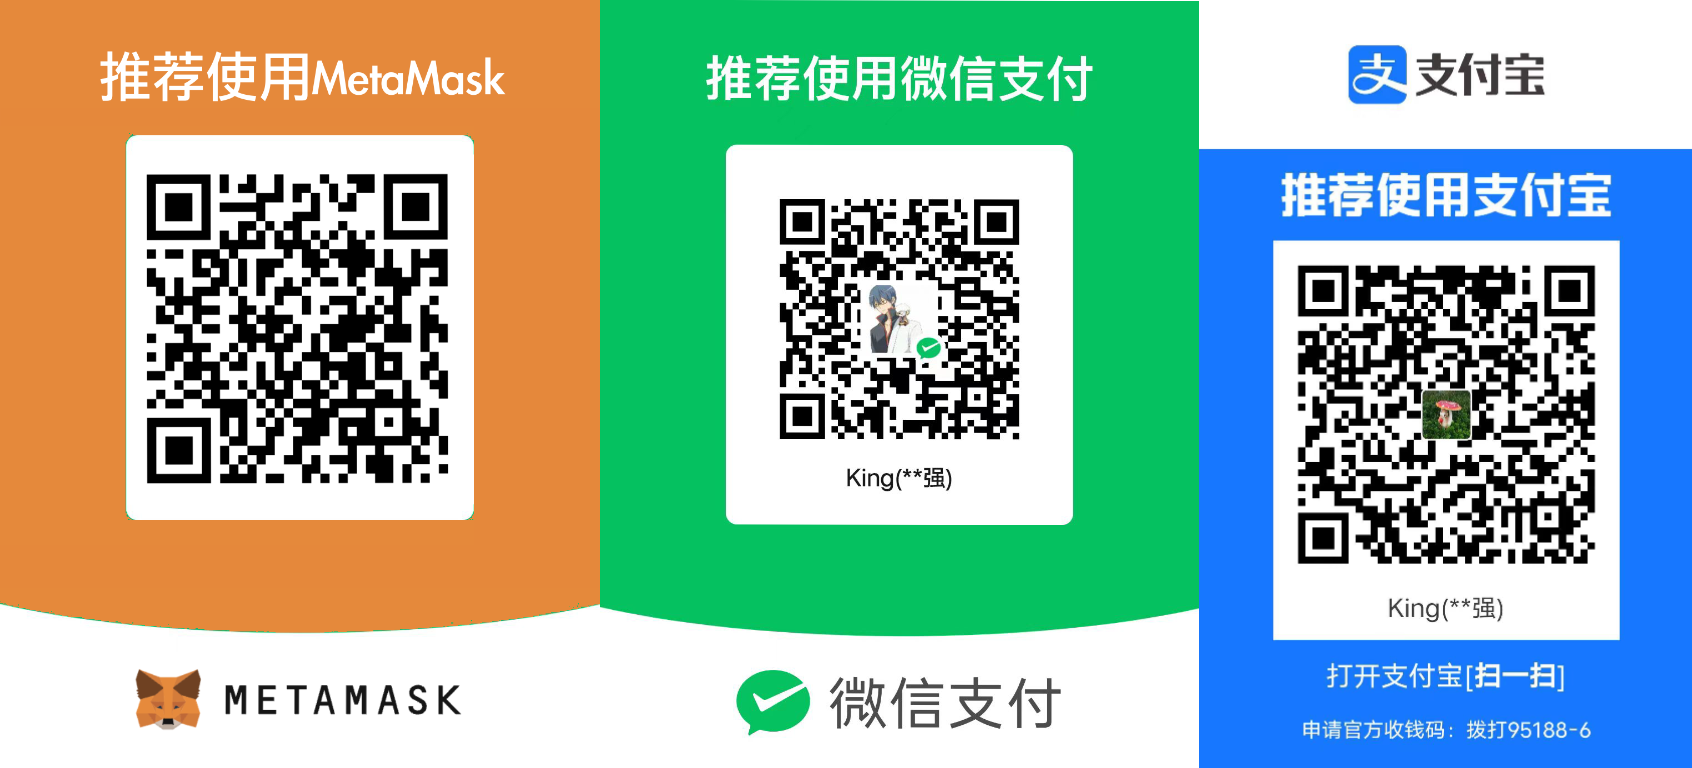 推荐使用MetaMask
METAMASK
推荐使用微信支付
King(**强)
微信支付
支付宝
推荐使用支付宝
King(**强)
打开支付宝[扫一扫]
申请官方收钱码：拨打95188-6